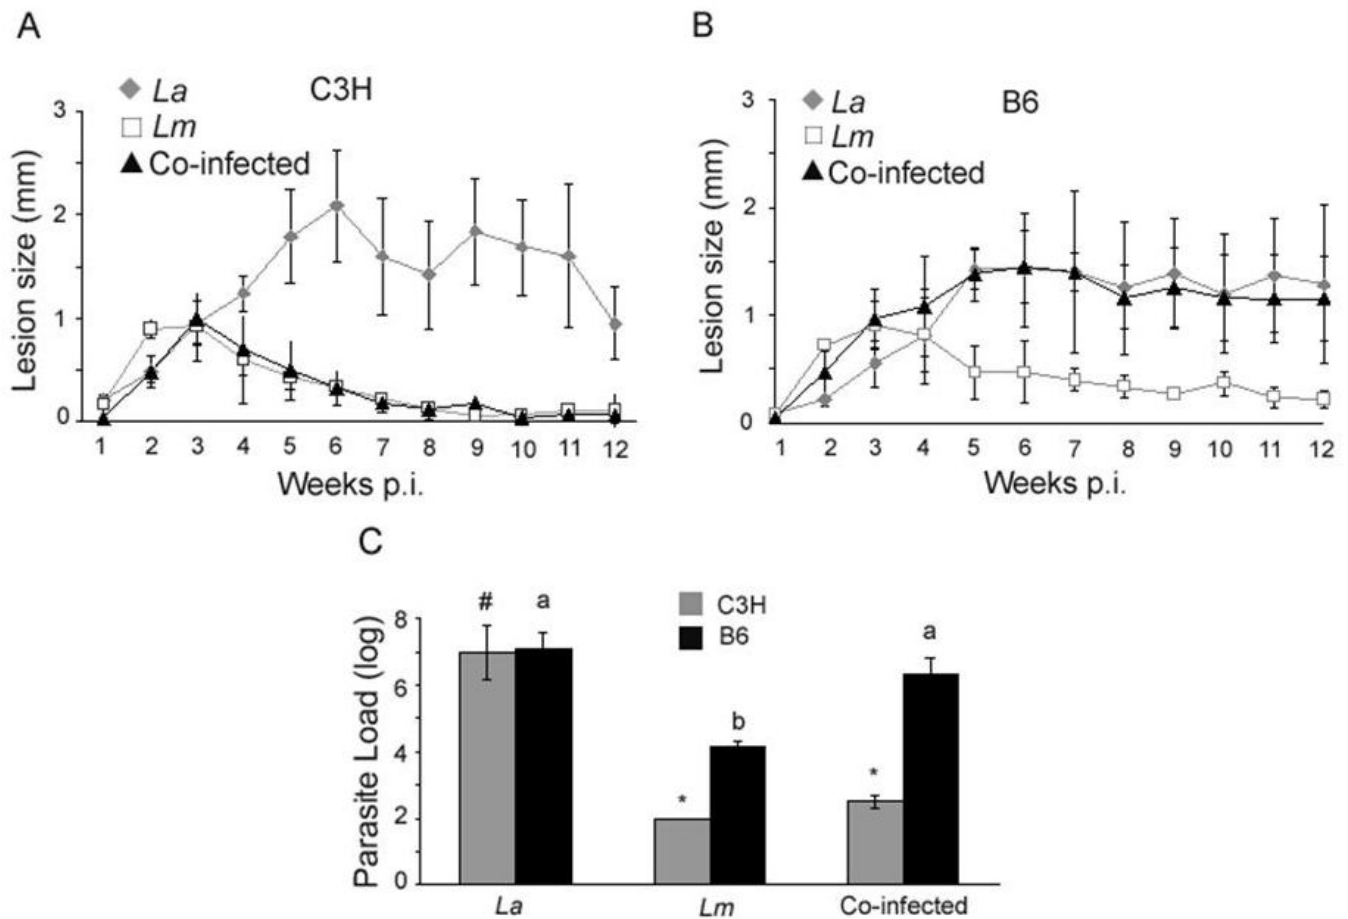 A
C3H
La
Lm
Co-infected
Lesion size (mm)
3
2
1
0
1 2 3 4 5 6 7 8 9 10 11 12
Weeks p.i.
B
B6
La
Lm
Co-infected
Lesion size (mm)
3
2
1
0
1 2 3 4 5 6 7 8 9 10 11 12
Weeks p.i.
C
C3H
B6
Parasite Load (log)
8
6
4
2
0
# a
* b
* a
La Lm Co-infected